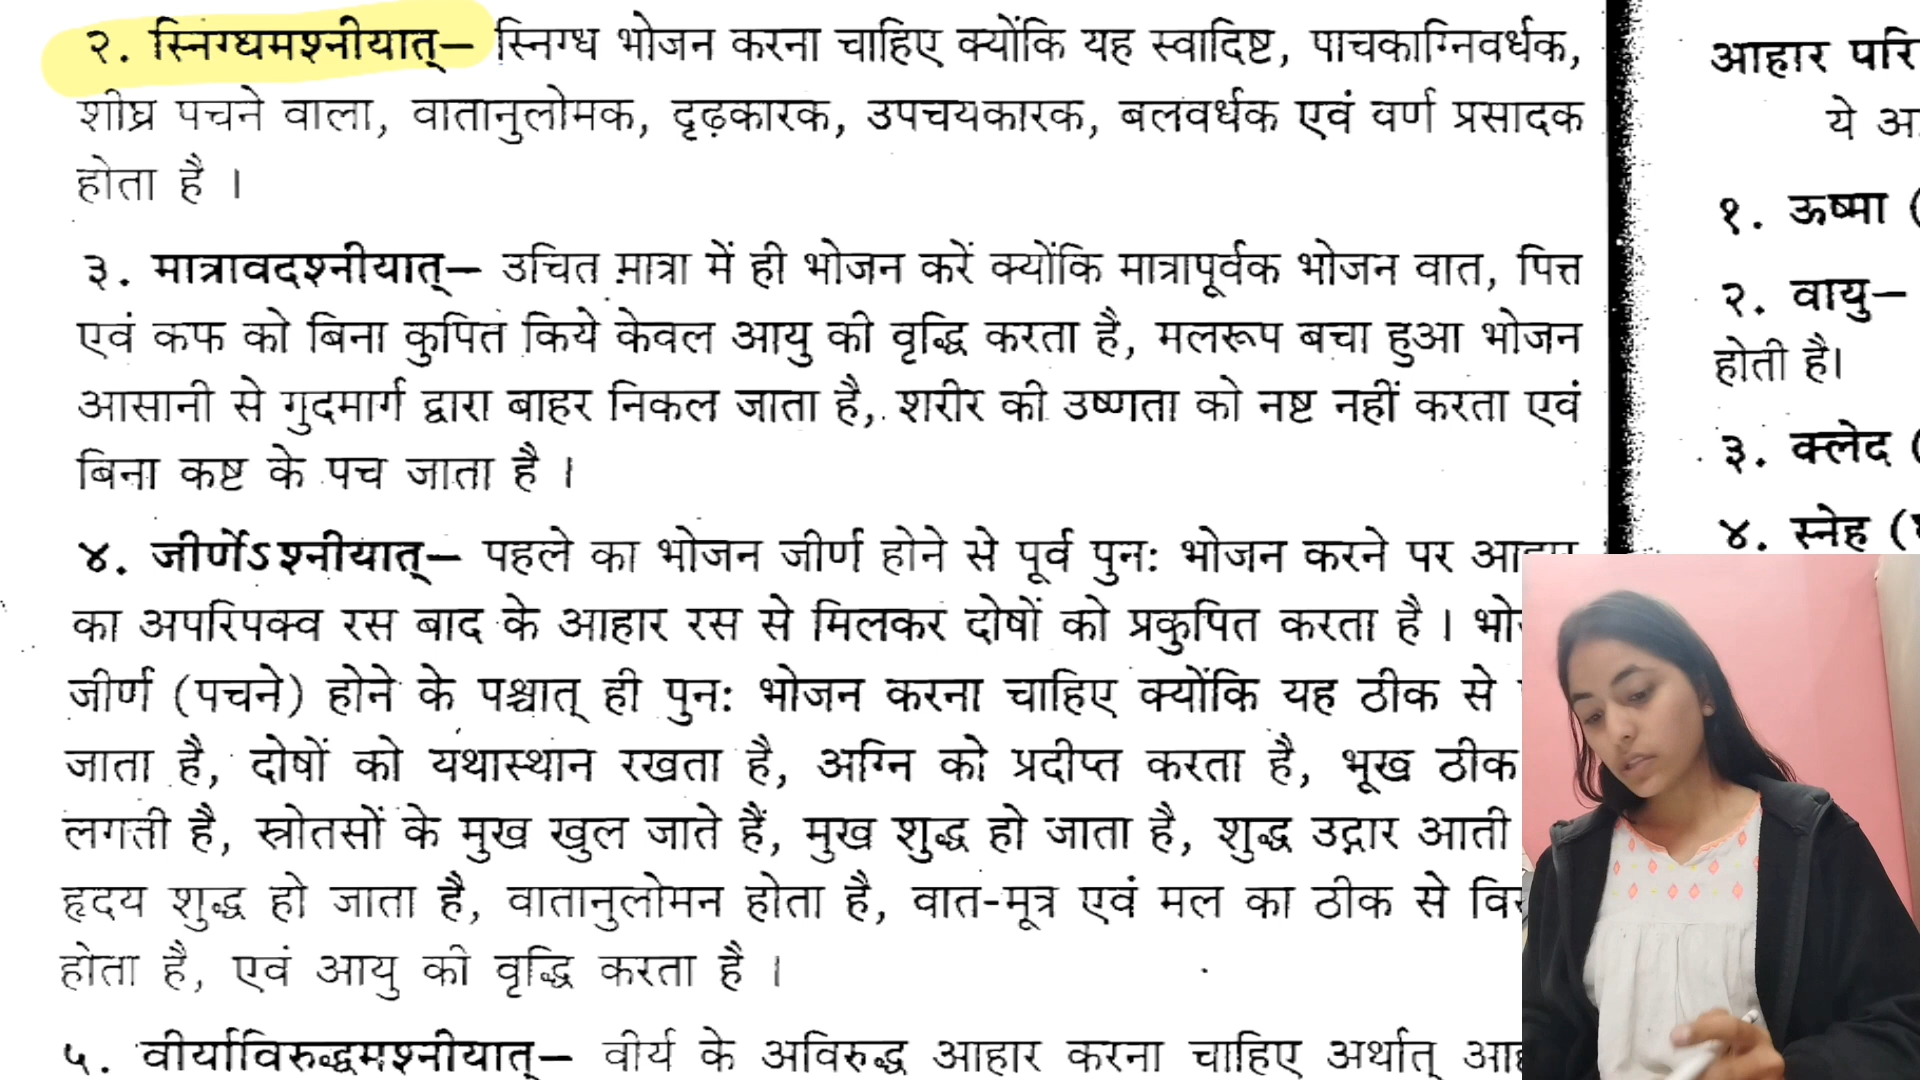 २. स्निग्धमश्नीयात्– स्निग्ध भोजन करना चाहिए क्योंकि यह स्वादिष्ट, पाचकाग्निवर्धक,
शीघ्र पचने वाला, वातानुलोमक, दृढ़कारक, उपचयकारक, बलवर्धक एवं वर्ण प्रसादक
होता है ।
३. मात्रावदश्नीयात्– उचित मात्रा में ही भोजन करें क्योंकि मात्रापूर्वक भोजन वात, पित्त
एवं कफ को बिना कुपित किये केवल आयु की वृद्धि करता है, मलरूप बचा हुआ भोजन
आसानी से गुदमार्ग द्वारा बाहर निकल जाता है, शरीर की उष्णता को नष्ट नहीं करता एवं
बिना कष्ट के पच जाता है ।
४. जीर्णेऽश्नीयात्– पहले का भोजन जीर्ण होने से पूर्व पुनः भोजन करने पर
का अपरिपक्व रस बाद के आहार रस से मिलकर दोषों को प्रकुपित करता है ।
जीर्ण (पचने) होने के पश्चात् ही पुनः भोजन करना चाहिए क्योंकि यह ठीक से
जाता है, दोषों को यथास्थान रखता है, अग्नि को प्रदीप्त करता है, भूख ठीक
लगती है, स्रोतसों के मुख खुल जाते हैं, मुख शुद्ध हो जाता है, शुद्ध उद्गार आती
हृदय शुद्ध हो जाता है, वातानुलोमन होता है, वात-मूत्र एवं मल का ठीक से
होता है, एवं आयु की वृद्धि करता है ।
५. वीर्याविरुद्धमश्नीयात्– वीर्य के अविरुद्ध आहार करना चाहिए अर्थात्
आहार परि
ये
१. ऊष्मा (
२. वायु–
होती है।
३. क्लेद (
४. स्नेह (